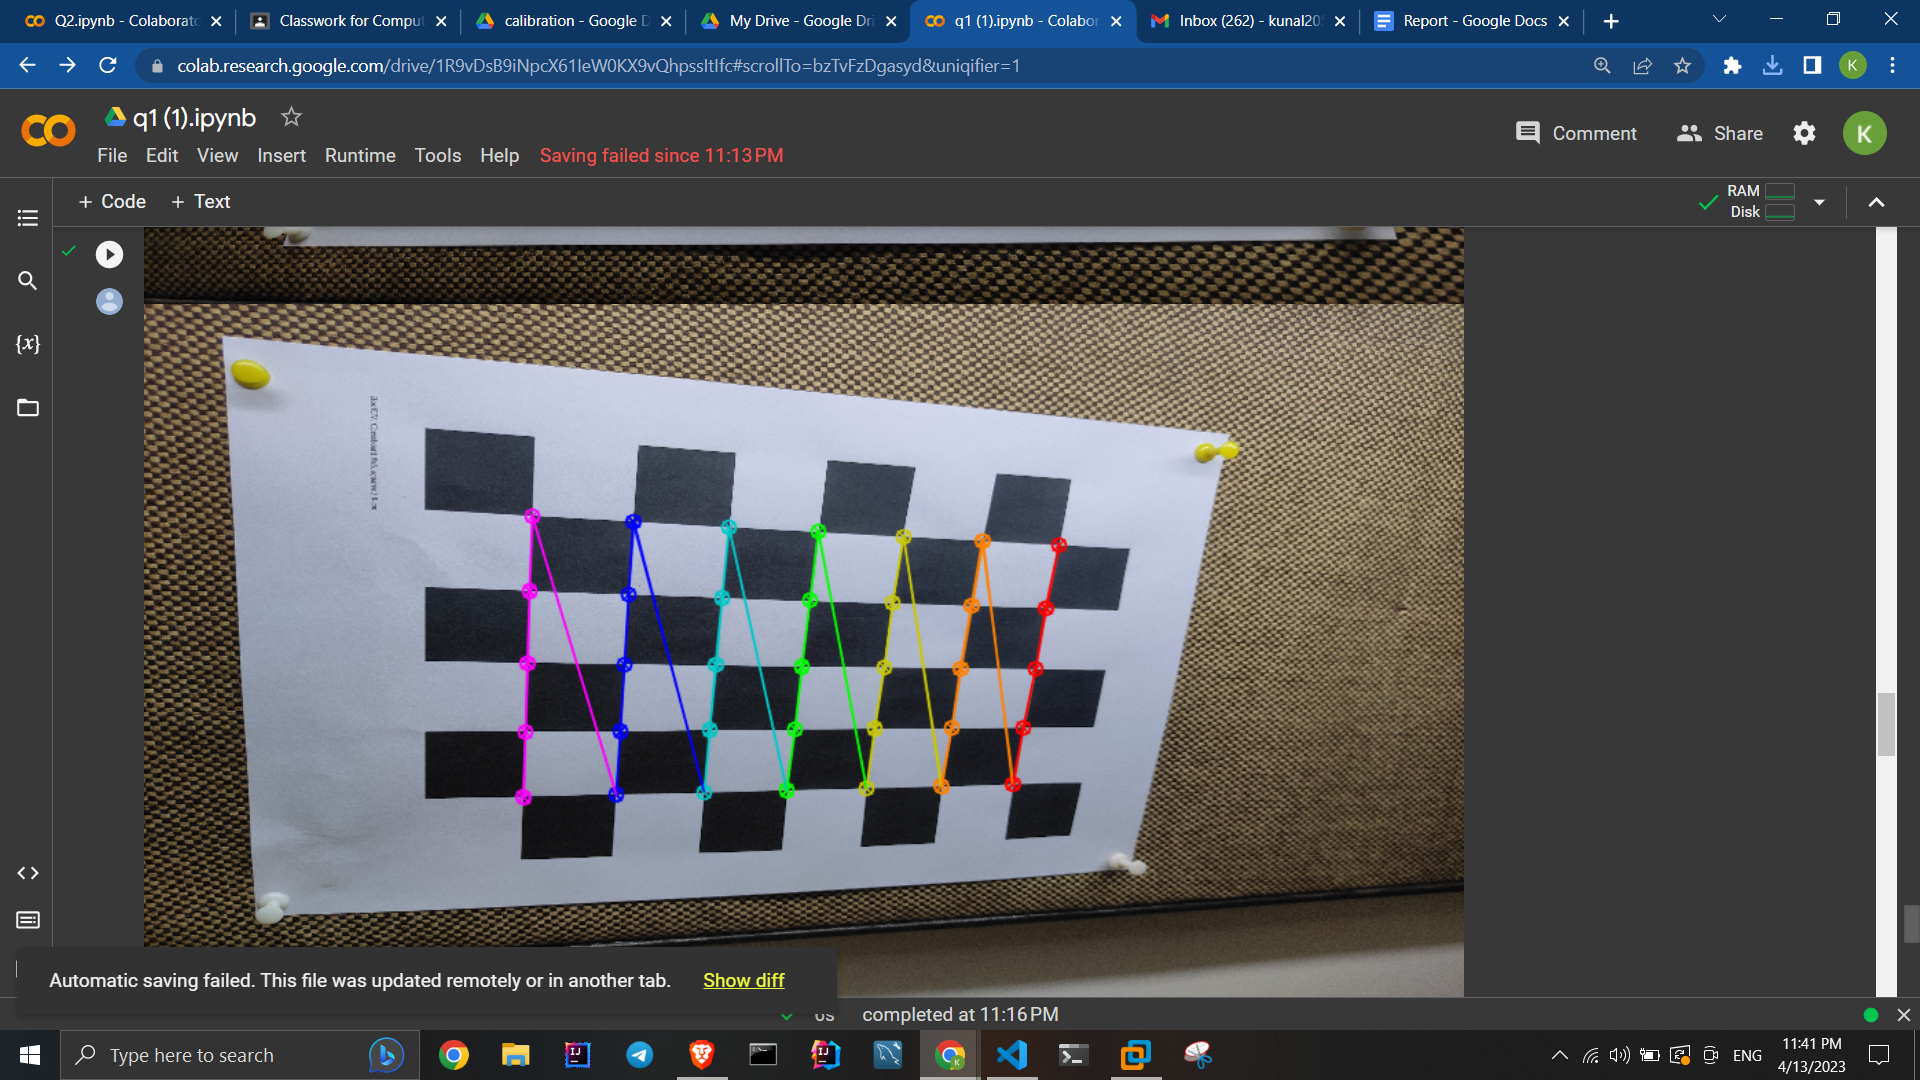 Q2.ipynb - Colaborato
Classwork for Comput
calibration - Google D
My Drive - Google Dri
q1 (1).ipynb - Colabor
Inbox (262) - kunal20
Report - Google Docs
colab.research.google.com/drive/1R9vDsB9iNpcX61IeW0KX9vQhpssItIfc#scrollTo=bzTvFzDgasyd&uniqifier=1
K
q1 (1).ipynb
Comment
Share
K
File Edit View Insert Runtime Tools Help Saving failed since 11:13 PM
+ Code + Text
RAM
Disk
{x}
Automatic saving failed. This file was updated remotely or in another tab. Show diff
completed at 11:16 PM
Type here to search
ENG
11:41 PM
4/13/2023